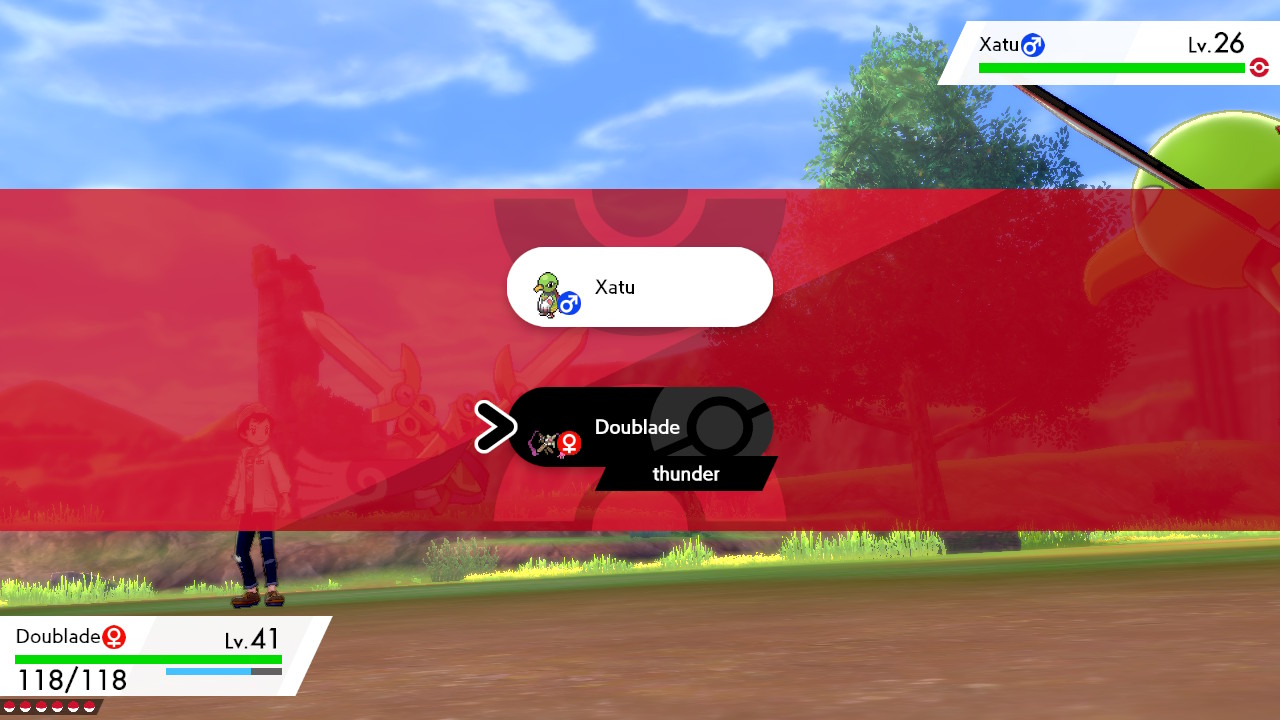 Xatu♂ Lv.26
Xatu
♂
Doublade
♀
thunder
Doublade♀ Lv.41
118/118